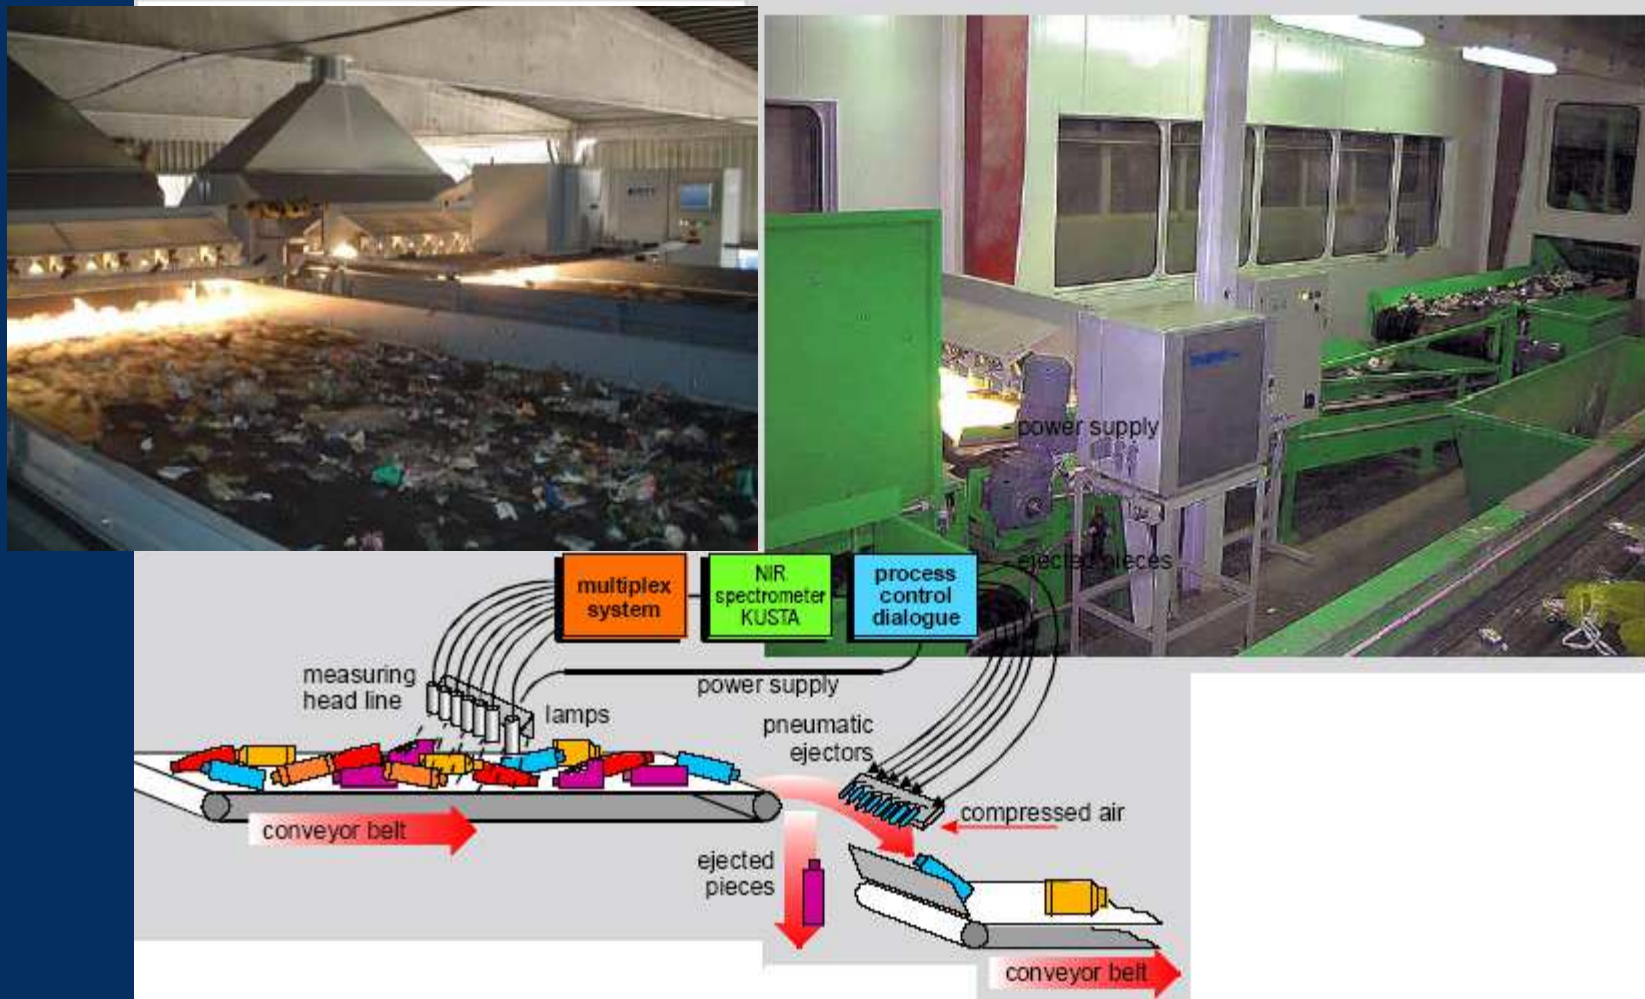 - power supply
- ejected pieces
multiplex
system
NIR
spectrometer
KUSTA
process
control
dialogue
measuring
head line
lamps
power supply
pneumatic
ejectors
compressed air
conveyor belt
ejected
pieces
conveyor belt